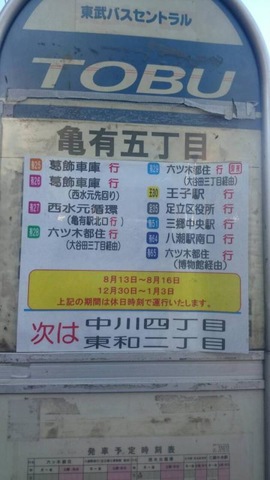 東武バスセントラル
TOBU
亀有五丁目
葛飾車庫 行
葛飾車庫 行
(西水元先回り)
西水元循環
(亀有駅北口行)
六ツ木都住 行
(大谷田三丁目経由)
六ツ木都住 行
(大谷田三丁目経由)
王子駅 行
足立区役所 行
三郷中央駅 行
八潮駅南口 行
六ツ木都住 行
(博物館経由)
8月13日~8月16日
12月30日~1月3日
上記の期間は休日時刻で運行いたします。
次は 中川四丁目
東和二丁目
発車予定時刻表